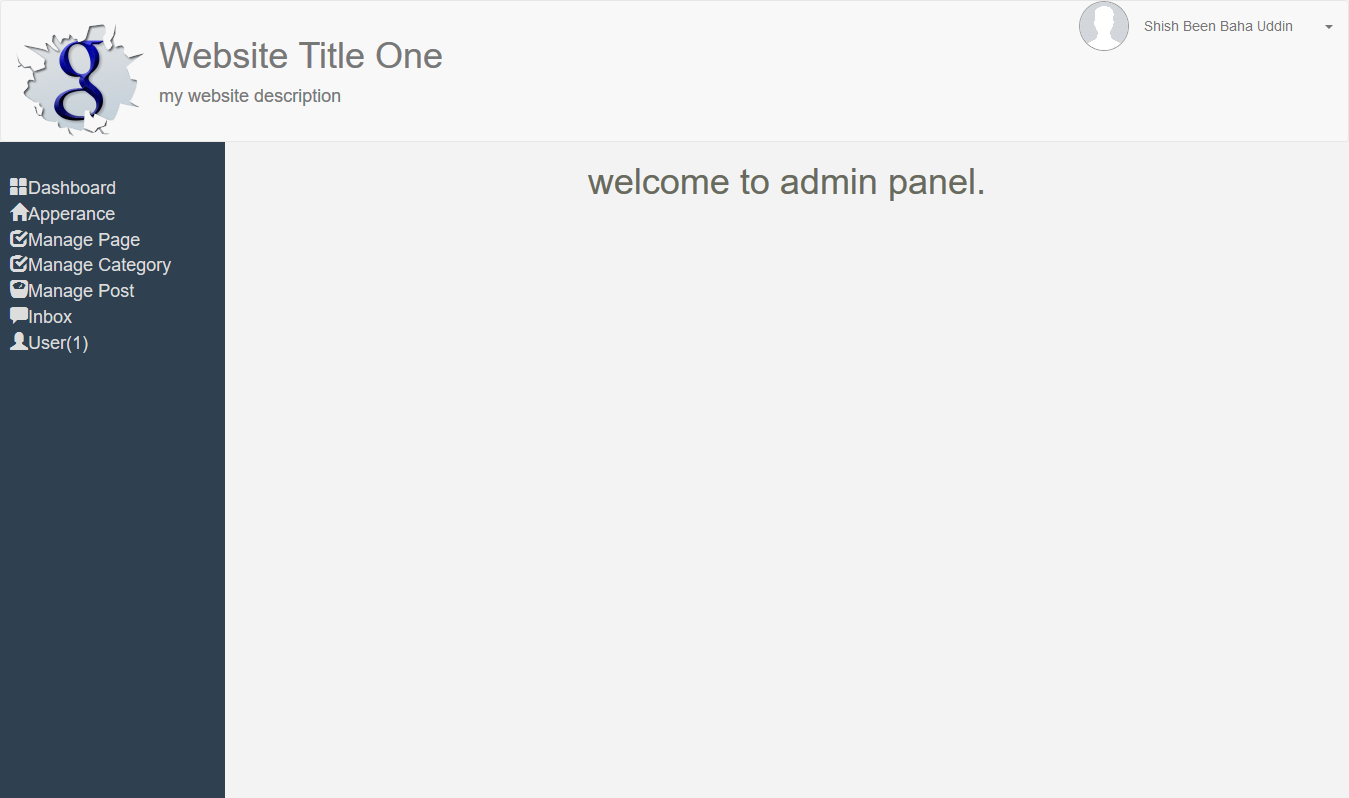 g
Website Title One
my website description
Shish Been Baha Uddin
Dashboard
Apperance
Manage Page
Manage Category
Manage Post
Inbox
User(1)
welcome to admin panel.